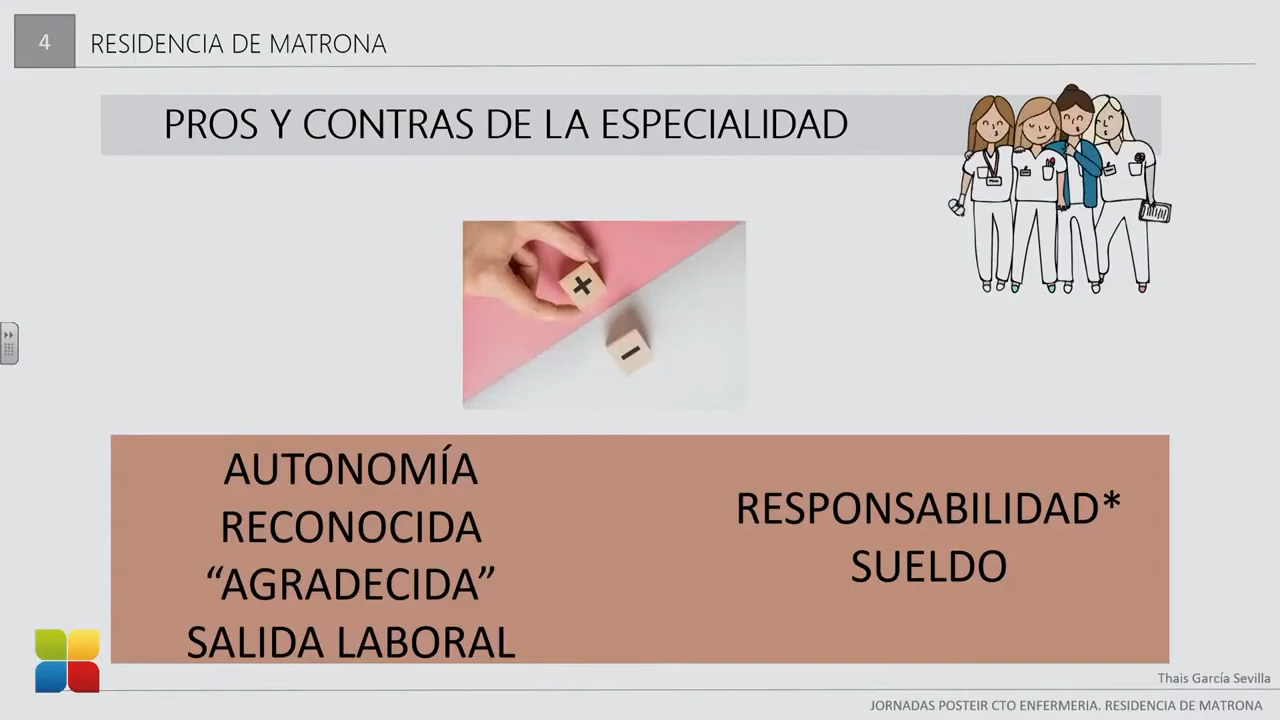 4
RESIDENCIA DE MATRONA
PROS Y CONTRAS DE LA ESPECIALIDAD
+
-
AUTONOMÍA
RECONOCIDA
“AGRADECIDA”
SALIDA LABORAL
RESPONSABILIDAD*
SUELDO
Thais García Sevilla
JORNADAS POSTEIR CTO ENFERMERIA. RESIDENCIA DE MATRONA